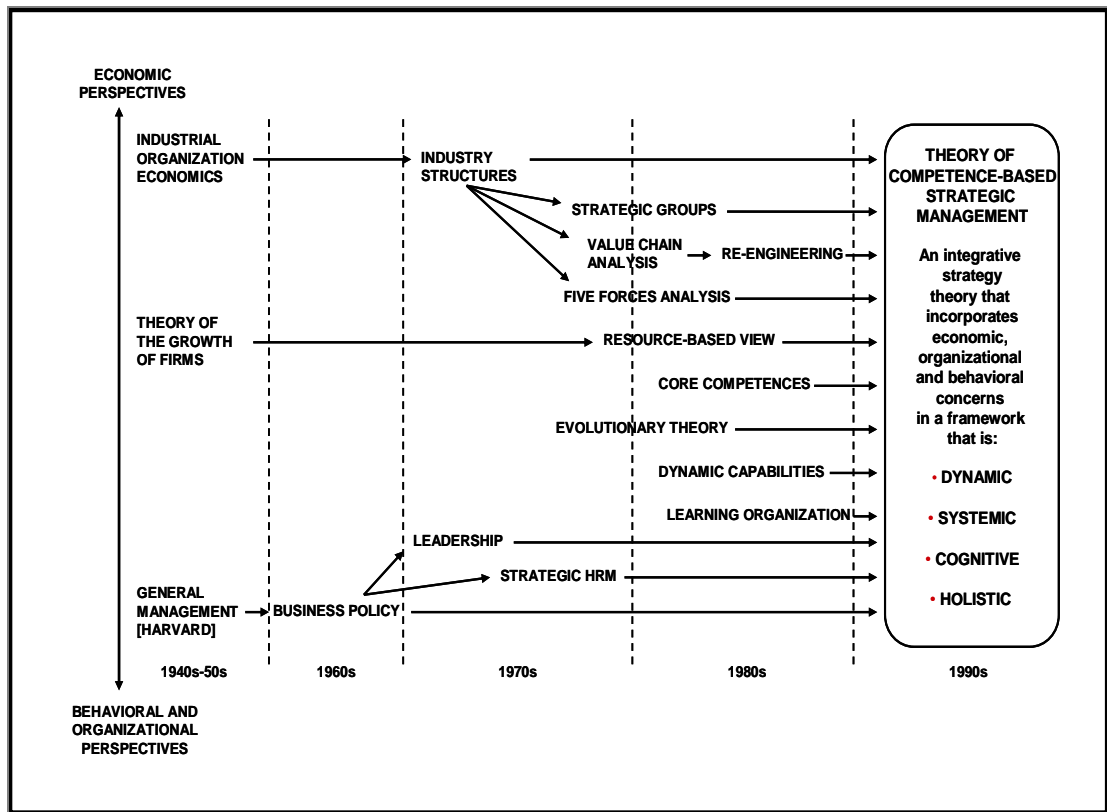 ECONOMIC
PERSPECTIVES
INDUSTRIAL
ORGANIZATION
ECONOMICS
INDUSTRY
STRUCTURES
STRATEGIC GROUPS
VALUE CHAIN
ANALYSIS
RE-ENGINEERING
FIVE FORCES ANALYSIS
THEORY OF
THE GROWTH
OF FIRMS
RESOURCE-BASED VIEW
CORE COMPETENCES
EVOLUTIONARY THEORY
DYNAMIC CAPABILITIES
LEARNING ORGANIZATION
LEADERSHIP
STRATEGIC HRM
GENERAL
MANAGEMENT
[HARVARD]
BUSINESS POLICY
THEORY OF
COMPETENCE-BASED
STRATEGIC
MANAGEMENT
An integrative
strategy
theory that
incorporates
economic,
organizational
and behavioral
concerns
in a framework
that is:
• DYNAMIC
• SYSTEMIC
• COGNITIVE
• HOLISTIC
1940s-50s
1960s
1970s
1980s
1990s
BEHAVIORAL AND
ORGANIZATIONAL
PERSPECTIVES